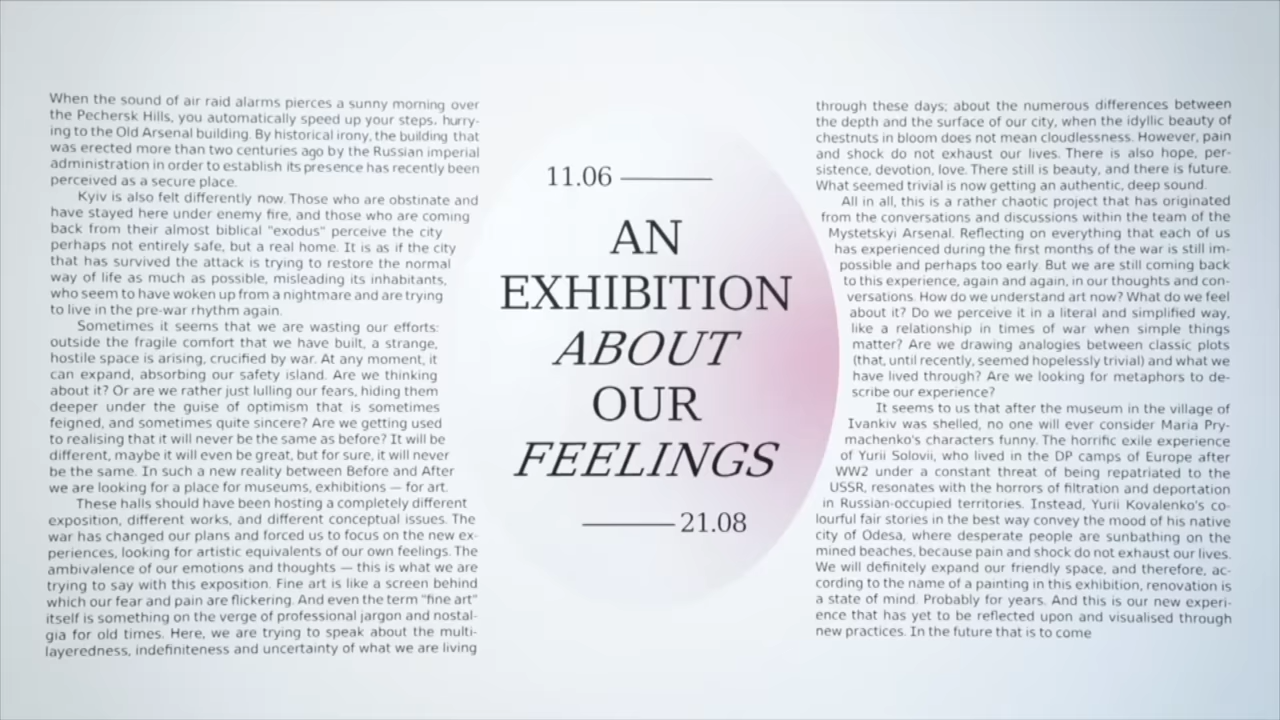 When the sound of air raid alarms pierces a sunny morning over
the Pechersk Hills, you automatically speed up your steps, hurry-
ing to the Old Arsenal building. By historical irony, the building that
was erected more than two centuries ago by the Russian imperial
administration in order to establish its presence has recently been
perceived as a secure place.
Kyiv is also felt differently now. Those who are obstinate and
have stayed here under enemy fire, and those who are coming
back from their almost biblical "exodus" perceive the city
perhaps not entirely safe, but a real home. It is as if the city
that has survived the attack is trying to restore the normal
way of life as much as possible, misleading its inhabitants,
who seem to have woken up from a nightmare and are trying
to live in the pre-war rhythm again.
Sometimes it seems that we are wasting our efforts:
outside the fragile comfort that we have built, a strange,
hostile space is arising, crucified by war. At any moment, it
can expand, absorbing our safety island. Are we thinking
about it? Or are we rather just lulling our fears, hiding them
deeper under the guise of optimism that is sometimes
feigned, and sometimes quite sincere? Are we getting used
to realising that it will never be the same as before? It will be
different, maybe it will even be great, but for sure, it will never
be the same. In such a new reality between Before and After
we are looking for a place for museums, exhibitions — for art.
These halls should have been hosting a completely different
exposition, different works, and different conceptual issues. The
war has changed our plans and forced us to focus on the new ex-
periences, looking for artistic equivalents of our own feelings. The
ambivalence of our emotions and thoughts — this is what we are
trying to say with this exposition. Fine art is like a screen behind
which our fear and pain are flickering. And even the term "fine art"
itself is something on the verge of professional jargon and nostal-
gia for old times. Here, we are trying to speak about the multi-
layeredness, indefiniteness and uncertainty of what we are living
11.06
AN
EXHIBITION
ABOUT
OUR
FEELINGS
21.08
through these days; about the numerous differences between
the depth and the surface of our city, when the idyllic beauty of
chestnuts in bloom does not mean cloudlessness. However, pain
and shock do not exhaust our lives. There is also hope, per-
sistence, devotion, love. There still is beauty, and there is future.
What seemed trivial is now getting an authentic, deep sound.
All in all, this is a rather chaotic project that has originated
from the conversations and discussions within the team of the
Mystetskyi Arsenal. Reflecting on everything that each of us
has experienced during the first months of the war is still im-
possible and perhaps too early. But we are still coming back
to this experience, again and again, in our thoughts and con-
versations. How do we understand art now? What do we feel
about it? Do we perceive it in a literal and simplified way,
like a relationship in times of war when simple things
matter? Are we drawing analogies between classic plots
(that, until recently, seemed hopelessly trivial) and what we
have lived through? Are we looking for metaphors to de-
scribe our experience?
It seems to us that after the museum in the village of
Ivankiv was shelled, no one will ever consider Maria Pry-
machenko's characters funny. The horrific exile experience
of Yurii Solovii, who lived in the DP camps of Europe after
WW2 under a constant threat of being repatriated to the
USSR, resonates with the horrors of filtration and deportation
in Russian-occupied territories. Instead, Yurii Kovalenko's co-
lourful fair stories in the best way convey the mood of his native
city of Odesa, where desperate people are sunbathing on the
mined beaches, because pain and shock do not exhaust our lives.
We will definitely expand our friendly space, and therefore, ac-
cording to the name of a painting in this exhibition, renovation is
a state of mind. Probably for years. And this is our new experi-
ence that has yet to be reflected upon and visualised through
new practices. In the future that is to come